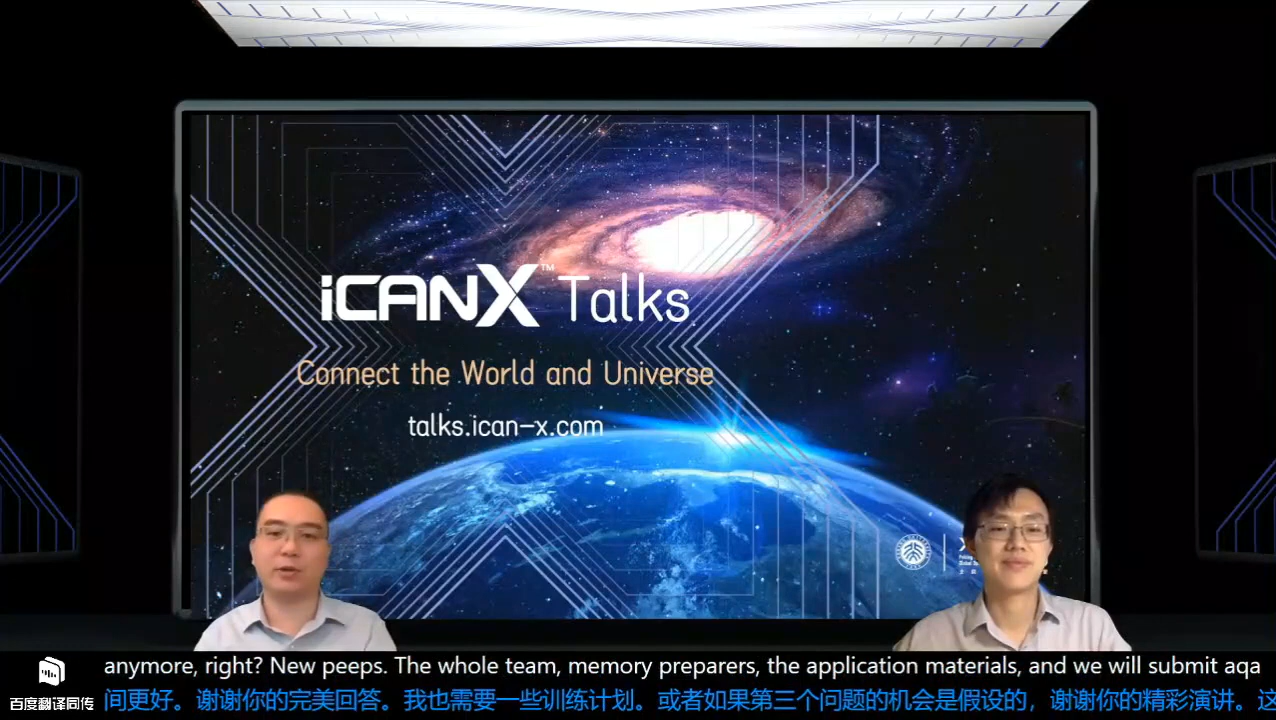 iCANX™ Talks
Connect the World and Universe
talks.ican-x.com
anymore, right? New peeps. The whole team, memory preparers, the application materials, and we will submit aqa
百度翻译同传
间更好。谢谢你的完美回答。我也需要一些训练计划。或者如果第三个问题的机会是假设的，谢谢你的精彩演讲。这